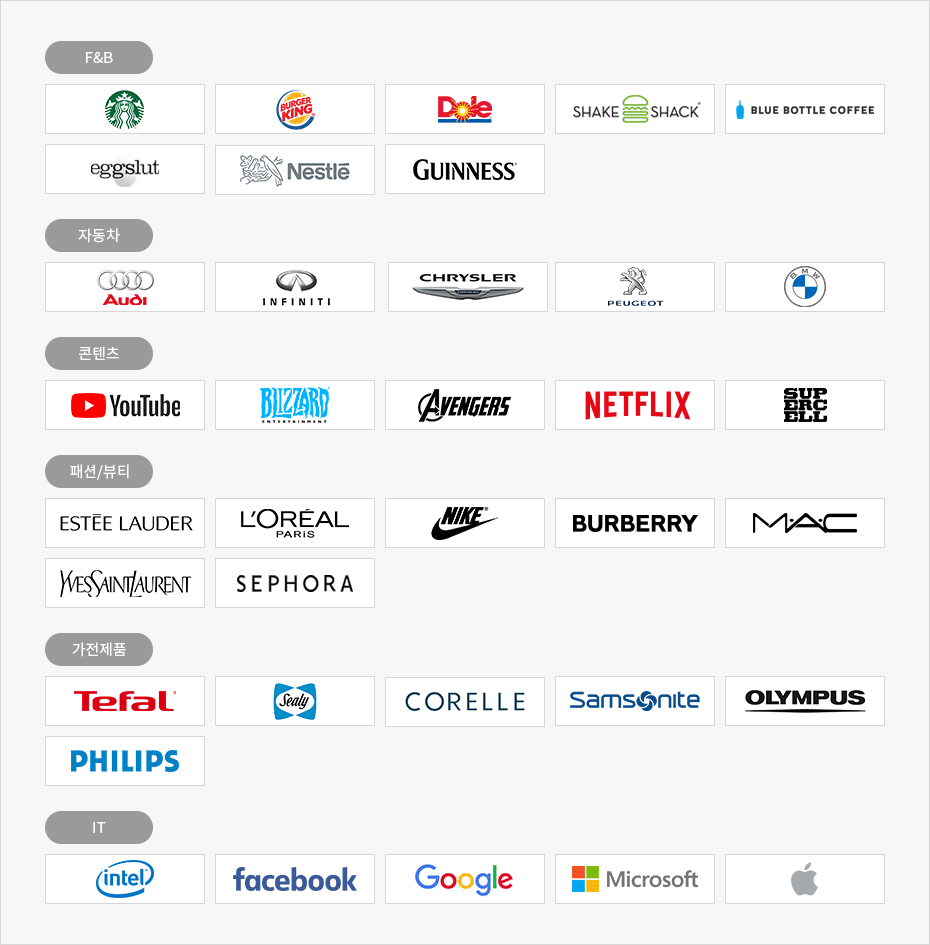 F&B
BURGER KING
Dole
SHAKE SHACK
BLUE BOTTLE COFFEE
eggslut
Nestlé
GUINNESS
자동차
Audi
INFINITI
CHRYSLER
PEUGEOT
BMW
콘텐츠
YouTube
BLIZZARD
ENTERTAINMENT
AVENGERS
NETFLIX
SUP
ERC
ELL
패션/뷰티
ESTĒE LAUDER
L'ORÉAL
PARiS
NIKE
BURBERRY
M·A·C
YVESSAINTLAURENT
SEPHORA
가전제품
Tefal
Sealy
CORELLE
Samsonite
OLYMPUS
PHILIPS
IT
intel
facebook
Google
Microsoft